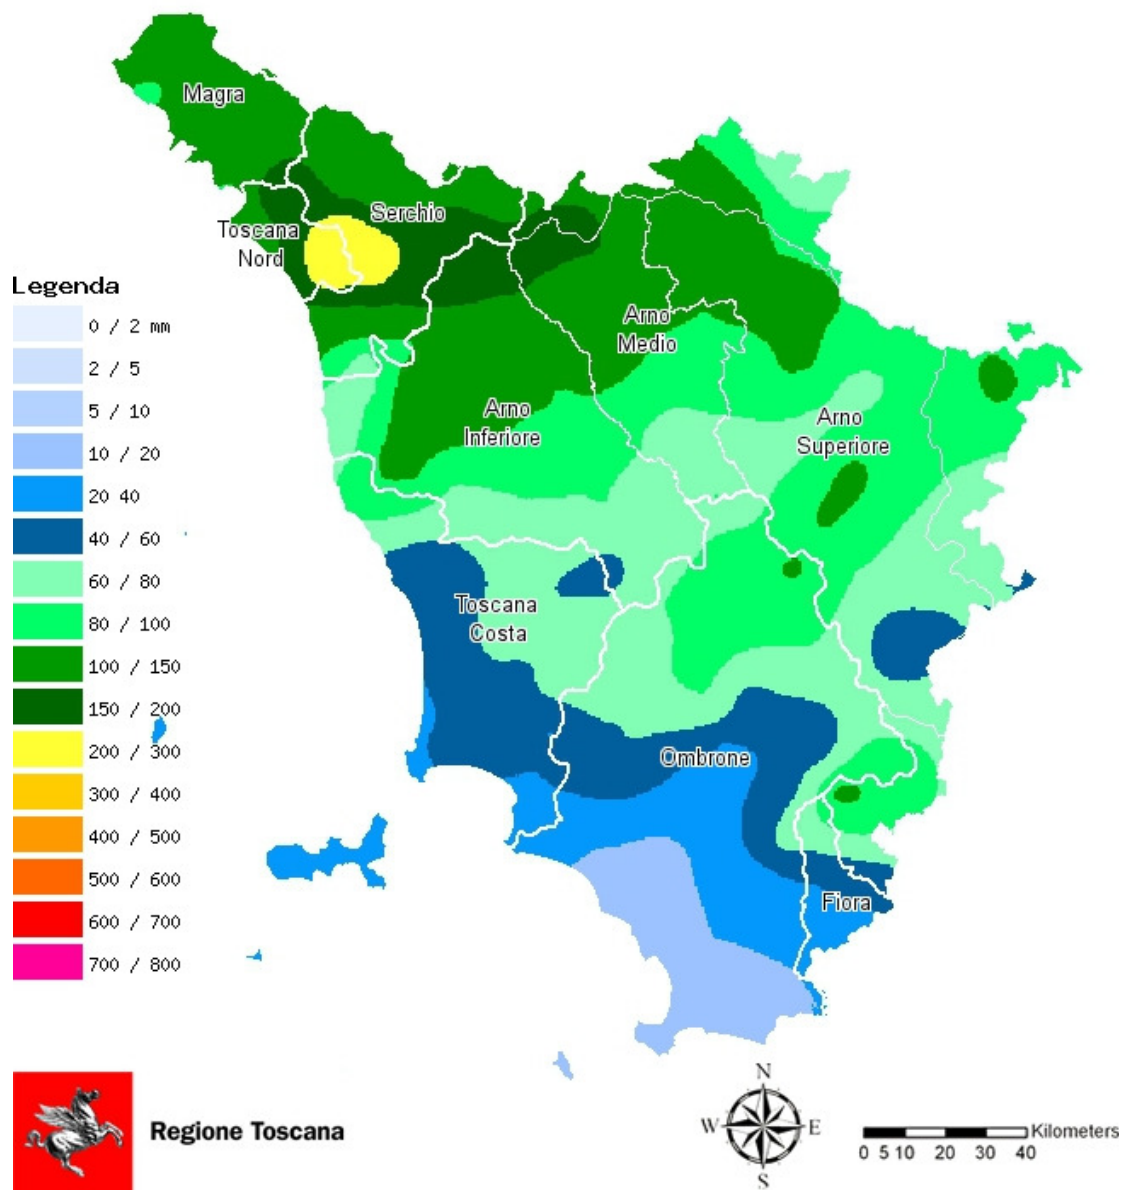 Magra
Serchio
Toscana
Nord
Legenda
0 / 2 mm
2 / 5
5 / 10
10 / 20
20 40
40 / 60
60 / 80
80 / 100
100 / 150
150 / 200
200 / 300
300 / 400
400 / 500
500 / 600
600 / 700
700 / 800
Arno
Medio
Arno
Inferiore
Arno
Superiore
Toscana
Costa
Ombrone
Fiora
Regione Toscana
N
W E
S
Kilometers
0 5 10 20 30 40